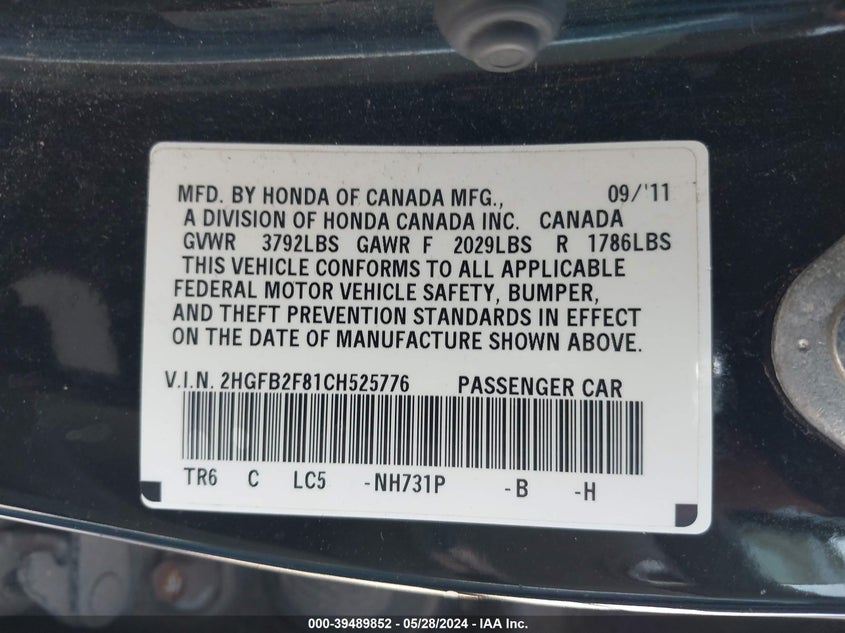 MFD. BY HONDA OF CANADA MFG., 09/'11
A DIVISION OF HONDA CANADA INC. CANADA
GVWR 3792LBS GAWR F 2029LBS R 1786LBS
THIS VEHICLE CONFORMS TO ALL APPLICABLE
FEDERAL MOTOR VEHICLE SAFETY, BUMPER,
AND THEFT PREVENTION STANDARDS IN EFFECT
ON THE DATE OF MANUFACTURE SHOWN ABOVE.
V.I.N. 2HGFB2F81CH525776 PASSENGER CAR
TR6 C LC5 -NH731P -B -H
000-39489852 - 05/28/2024 - IAA Inc.